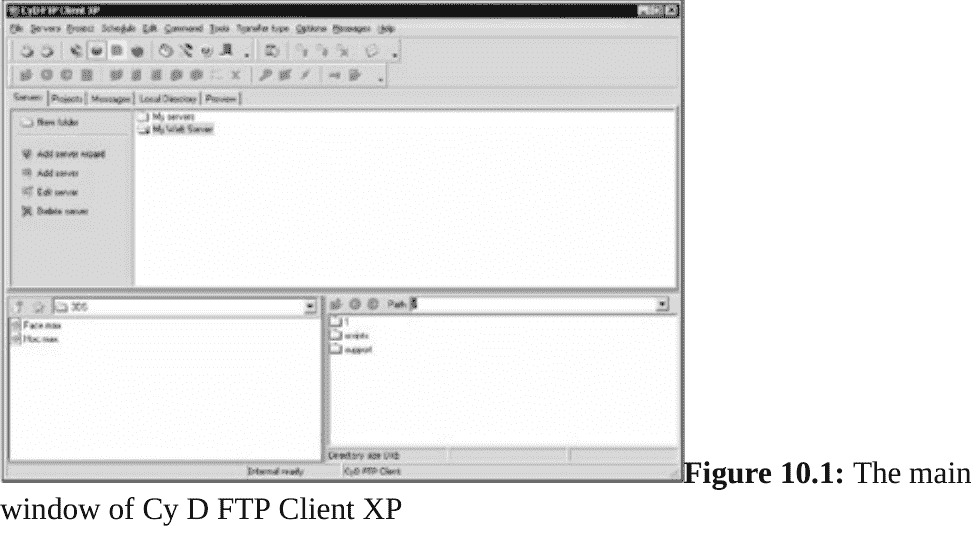 CyD FTP Client XP
File Servers Project Schedule Edit Command Tools Transfer type Options Messages Help
Servers Projects Messages Local Directory Preview
New folder
My servers
My Web Server
Add server wizard
Add server
Edit server
Delete server
3DS
Path
Face.max
1
scripts
support
Directory size
Internal ready
CyD FTP Client
Figure 10.1: The main
window of Cy D FTP Client XP